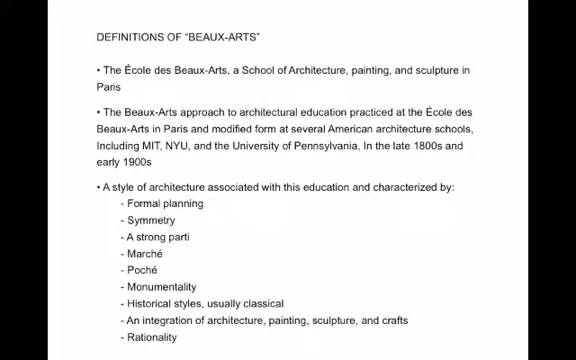 DEFINITIONS OF “BEAUX-ARTS”
• The École des Beaux-Arts, a School of Architecture, painting, and sculpture in
Paris
• The Beaux-Arts approach to architectural education practiced at the École des
Beaux-Arts in Paris and modified form at several American architecture schools,
Including MIT, NYU, and the University of Pennsylvania, In the late 1800s and
early 1900s
• A style of architecture associated with this education and characterized by:
- Formal planning
- Symmetry
- A strong parti
- Marché
- Poché
- Monumentality
- Historical styles, usually classical
- An integration of architecture, painting, sculpture, and crafts
- Rationality